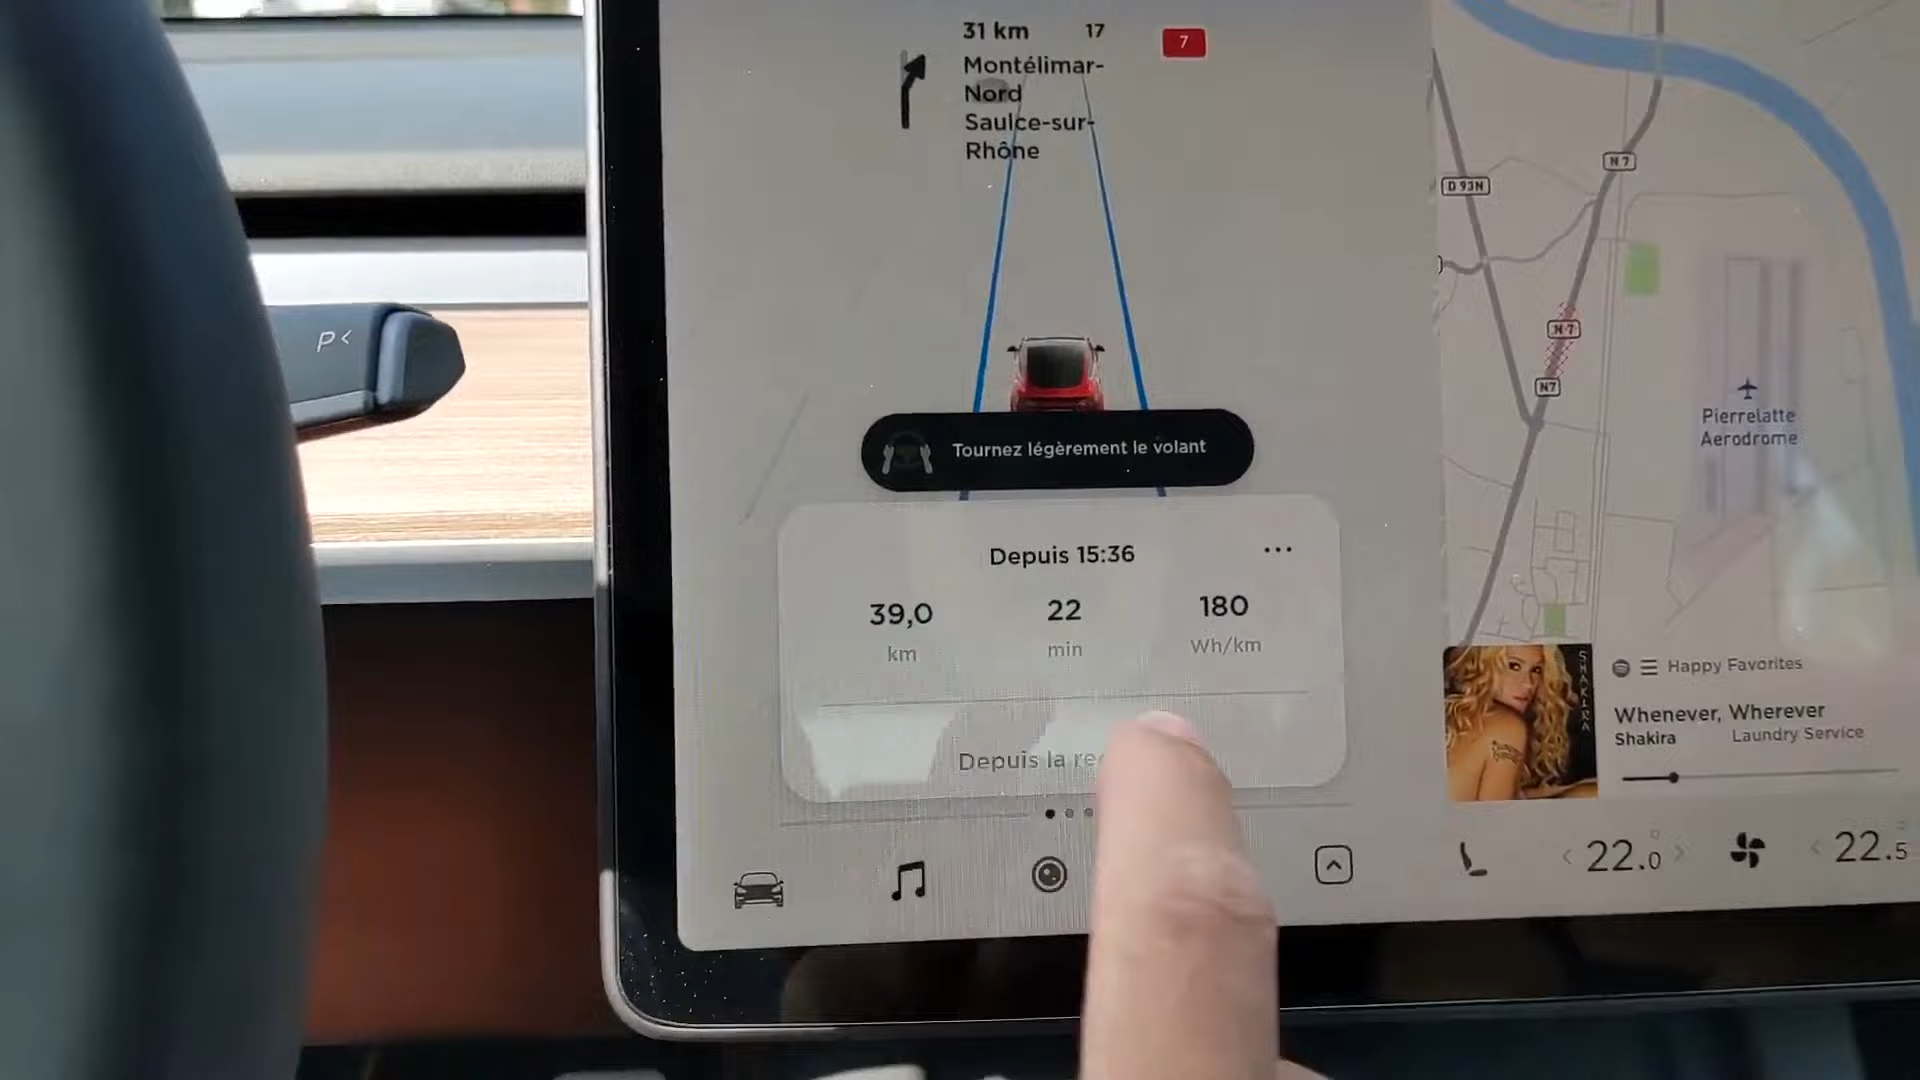 31 km 17
7
Montélimar-
Nord
Saulce-sur-
Rhône
P<
Tournez légèrement le volant
Depuis 15:36
...
39,0
km
22
min
180
Wh/km
Depuis la
N 7
D 93N
N 7
N7
Pierrelatte
Aerodrome
SHAKIRA
Happy Favorites
Whenever, Wherever
Shakira Laundry Service
< 22.0 >
< 22.5